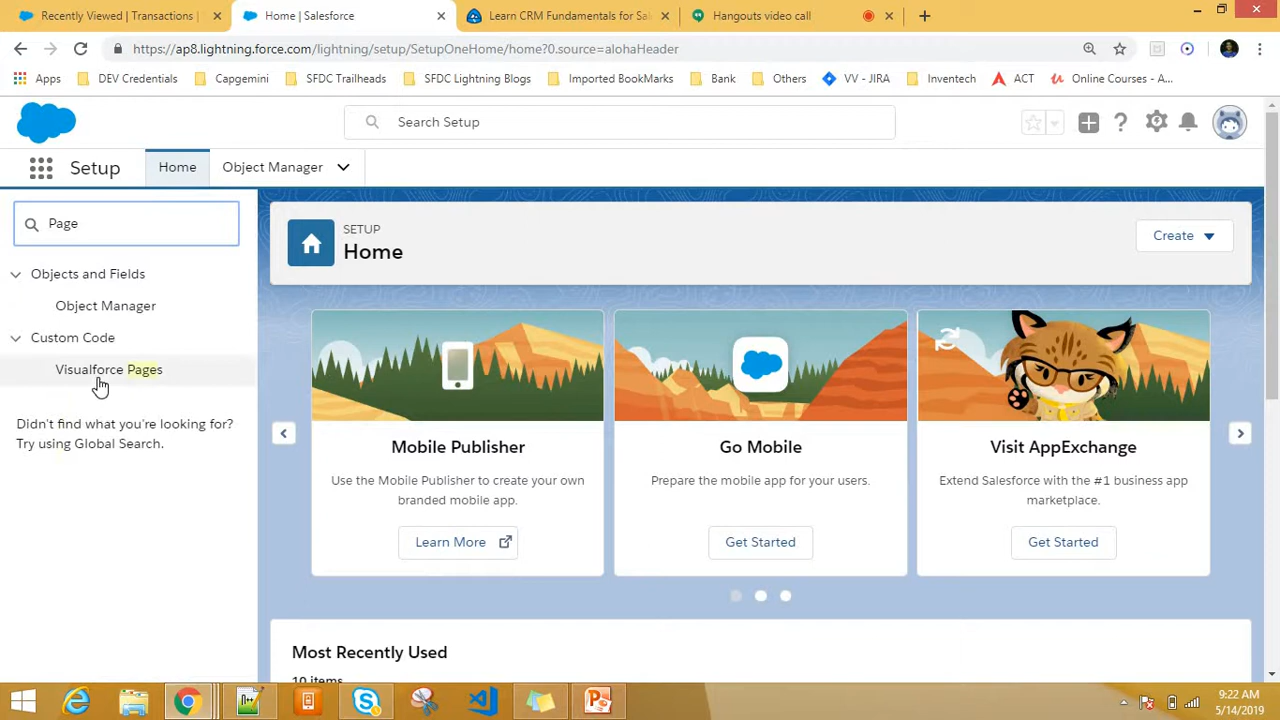 Recently Viewed | Transactions |
Home | Salesforce
Learn CRM Fundamentals for Sal
Hangouts video call
https://ap8.lightning.force.com/lightning/setup/SetupOneHome/home?0.source=alohaHeader
Apps
DEV Credentials
Capgemini
SFDC Trailheads
SFDC Lightning Blogs
Imported BookMarks
Bank
Others
VV - JIRA
Inventech
ACT
Online Courses - A...
Search Setup
Setup
Home
Object Manager
Page
Objects and Fields
Object Manager
Custom Code
Visualforce Pages
Didn't find what you're looking for?
Try using Global Search.
SETUP
Home
Create
Mobile Publisher
Use the Mobile Publisher to create your own
branded mobile app.
Learn More
Go Mobile
Prepare the mobile app for your users.
Get Started
Visit AppExchange
Extend Salesforce with the #1 business app
marketplace.
Get Started
Most Recently Used
10 items
9:22 AM
5/14/2019